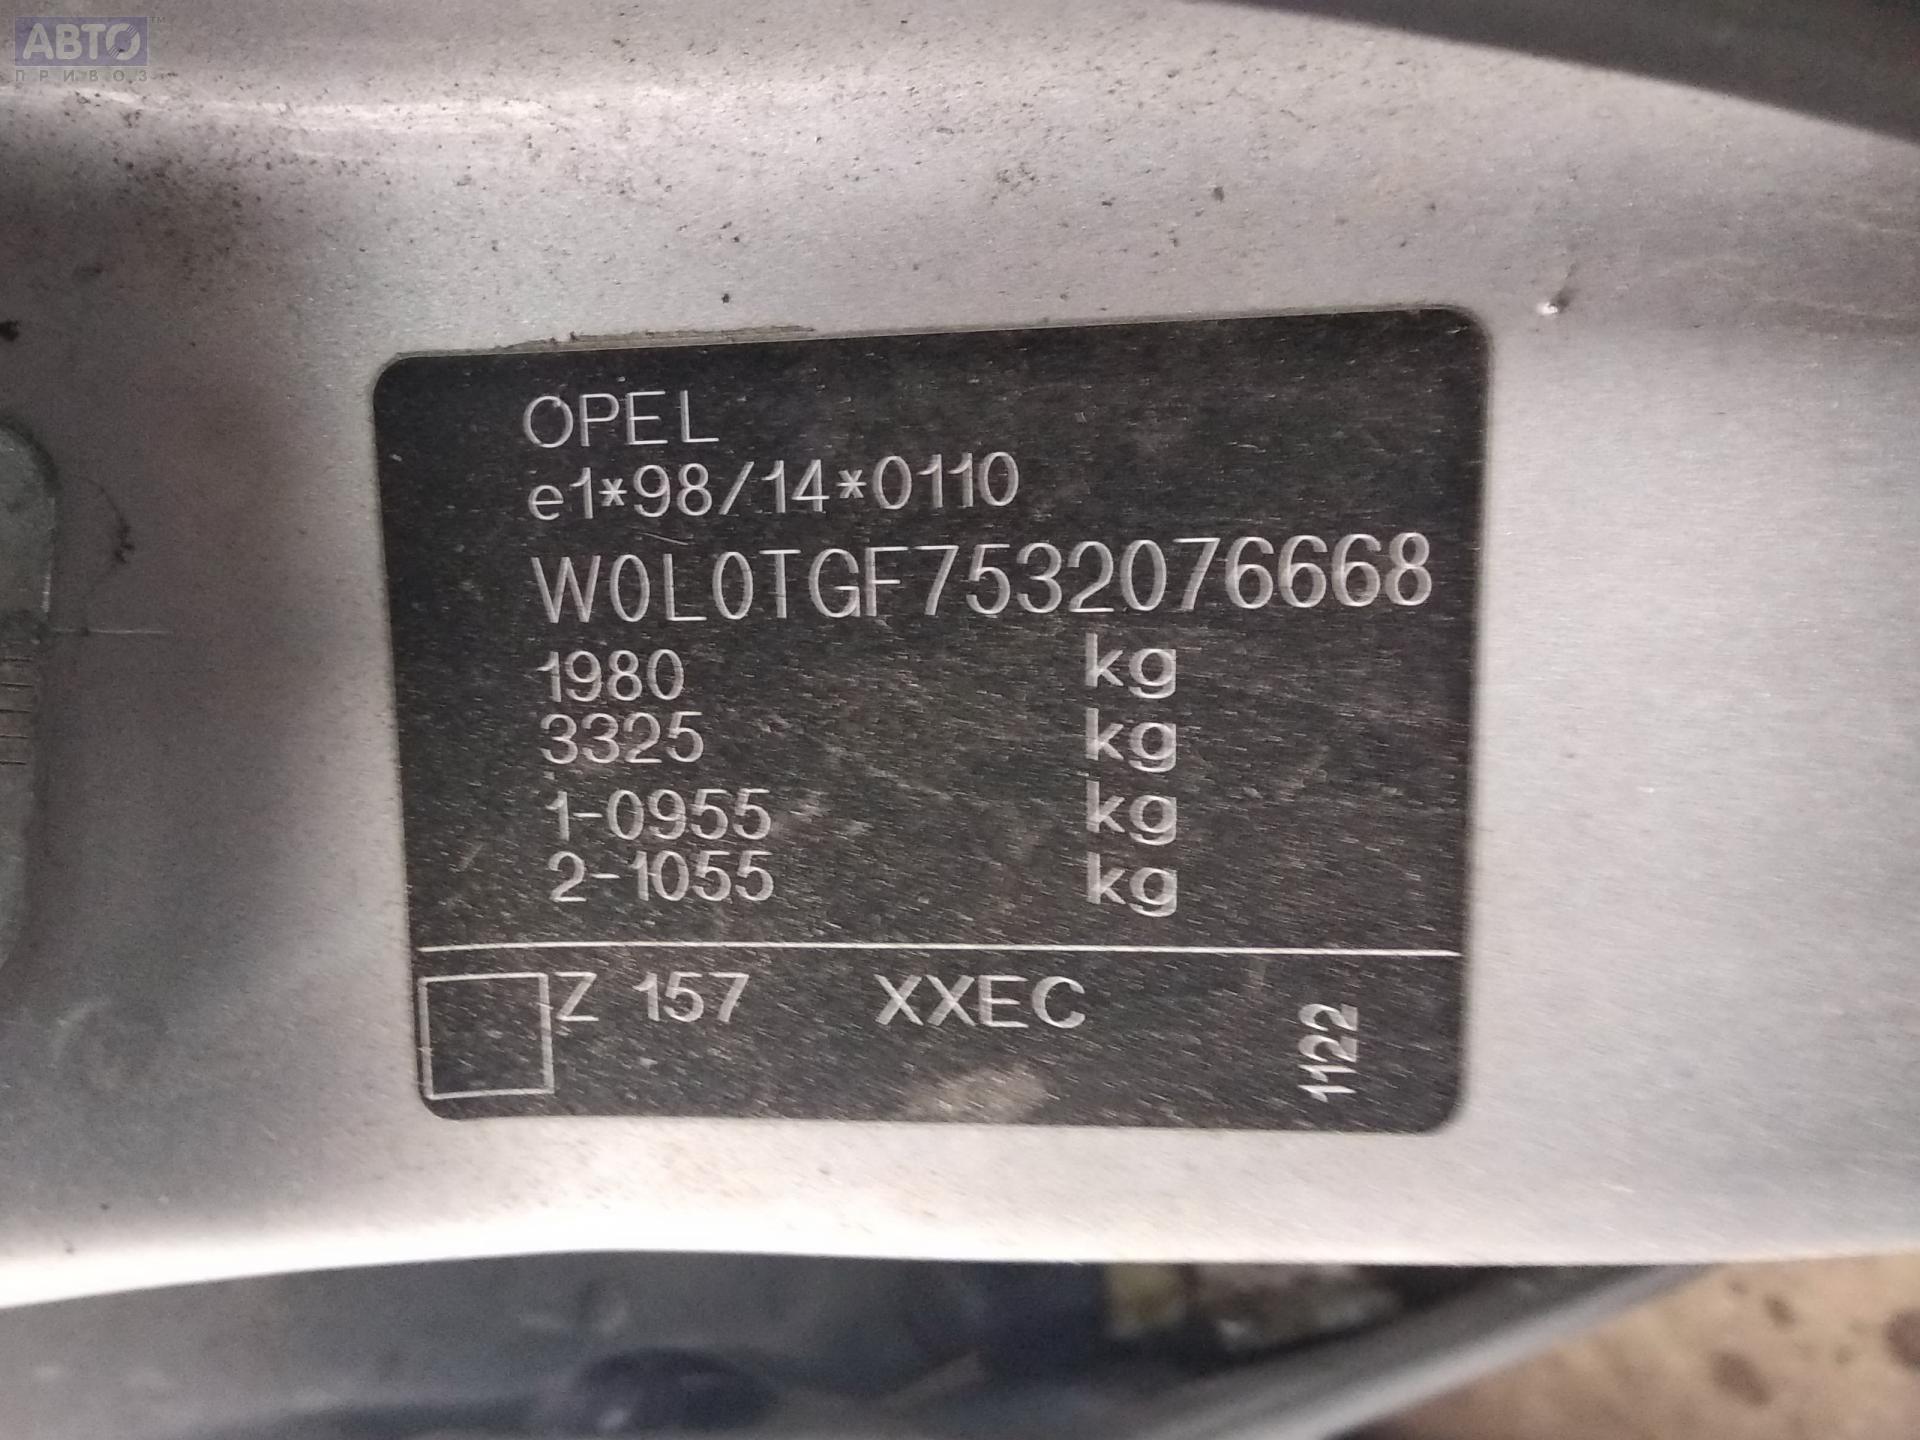 АВТО™
ПРИВОЗ
OPEL
e1*98/14*0110
W0L0TGF7532076668
1980 kg
3325 kg
1-0955 kg
2-1055 kg
Z 157 XXEC
1122